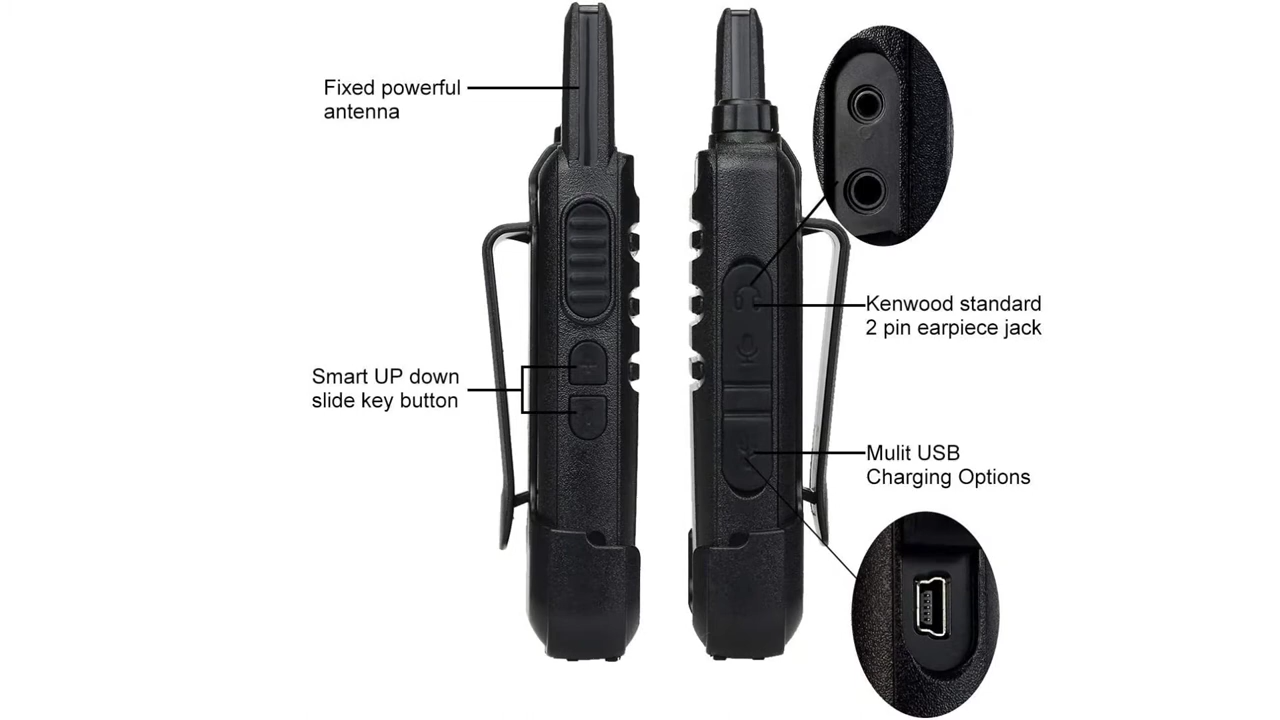 Fixed powerful
antenna
Smart UP down
slide key button
Kenwood standard
2 pin earpiece jack
Mulit USB
Charging Options